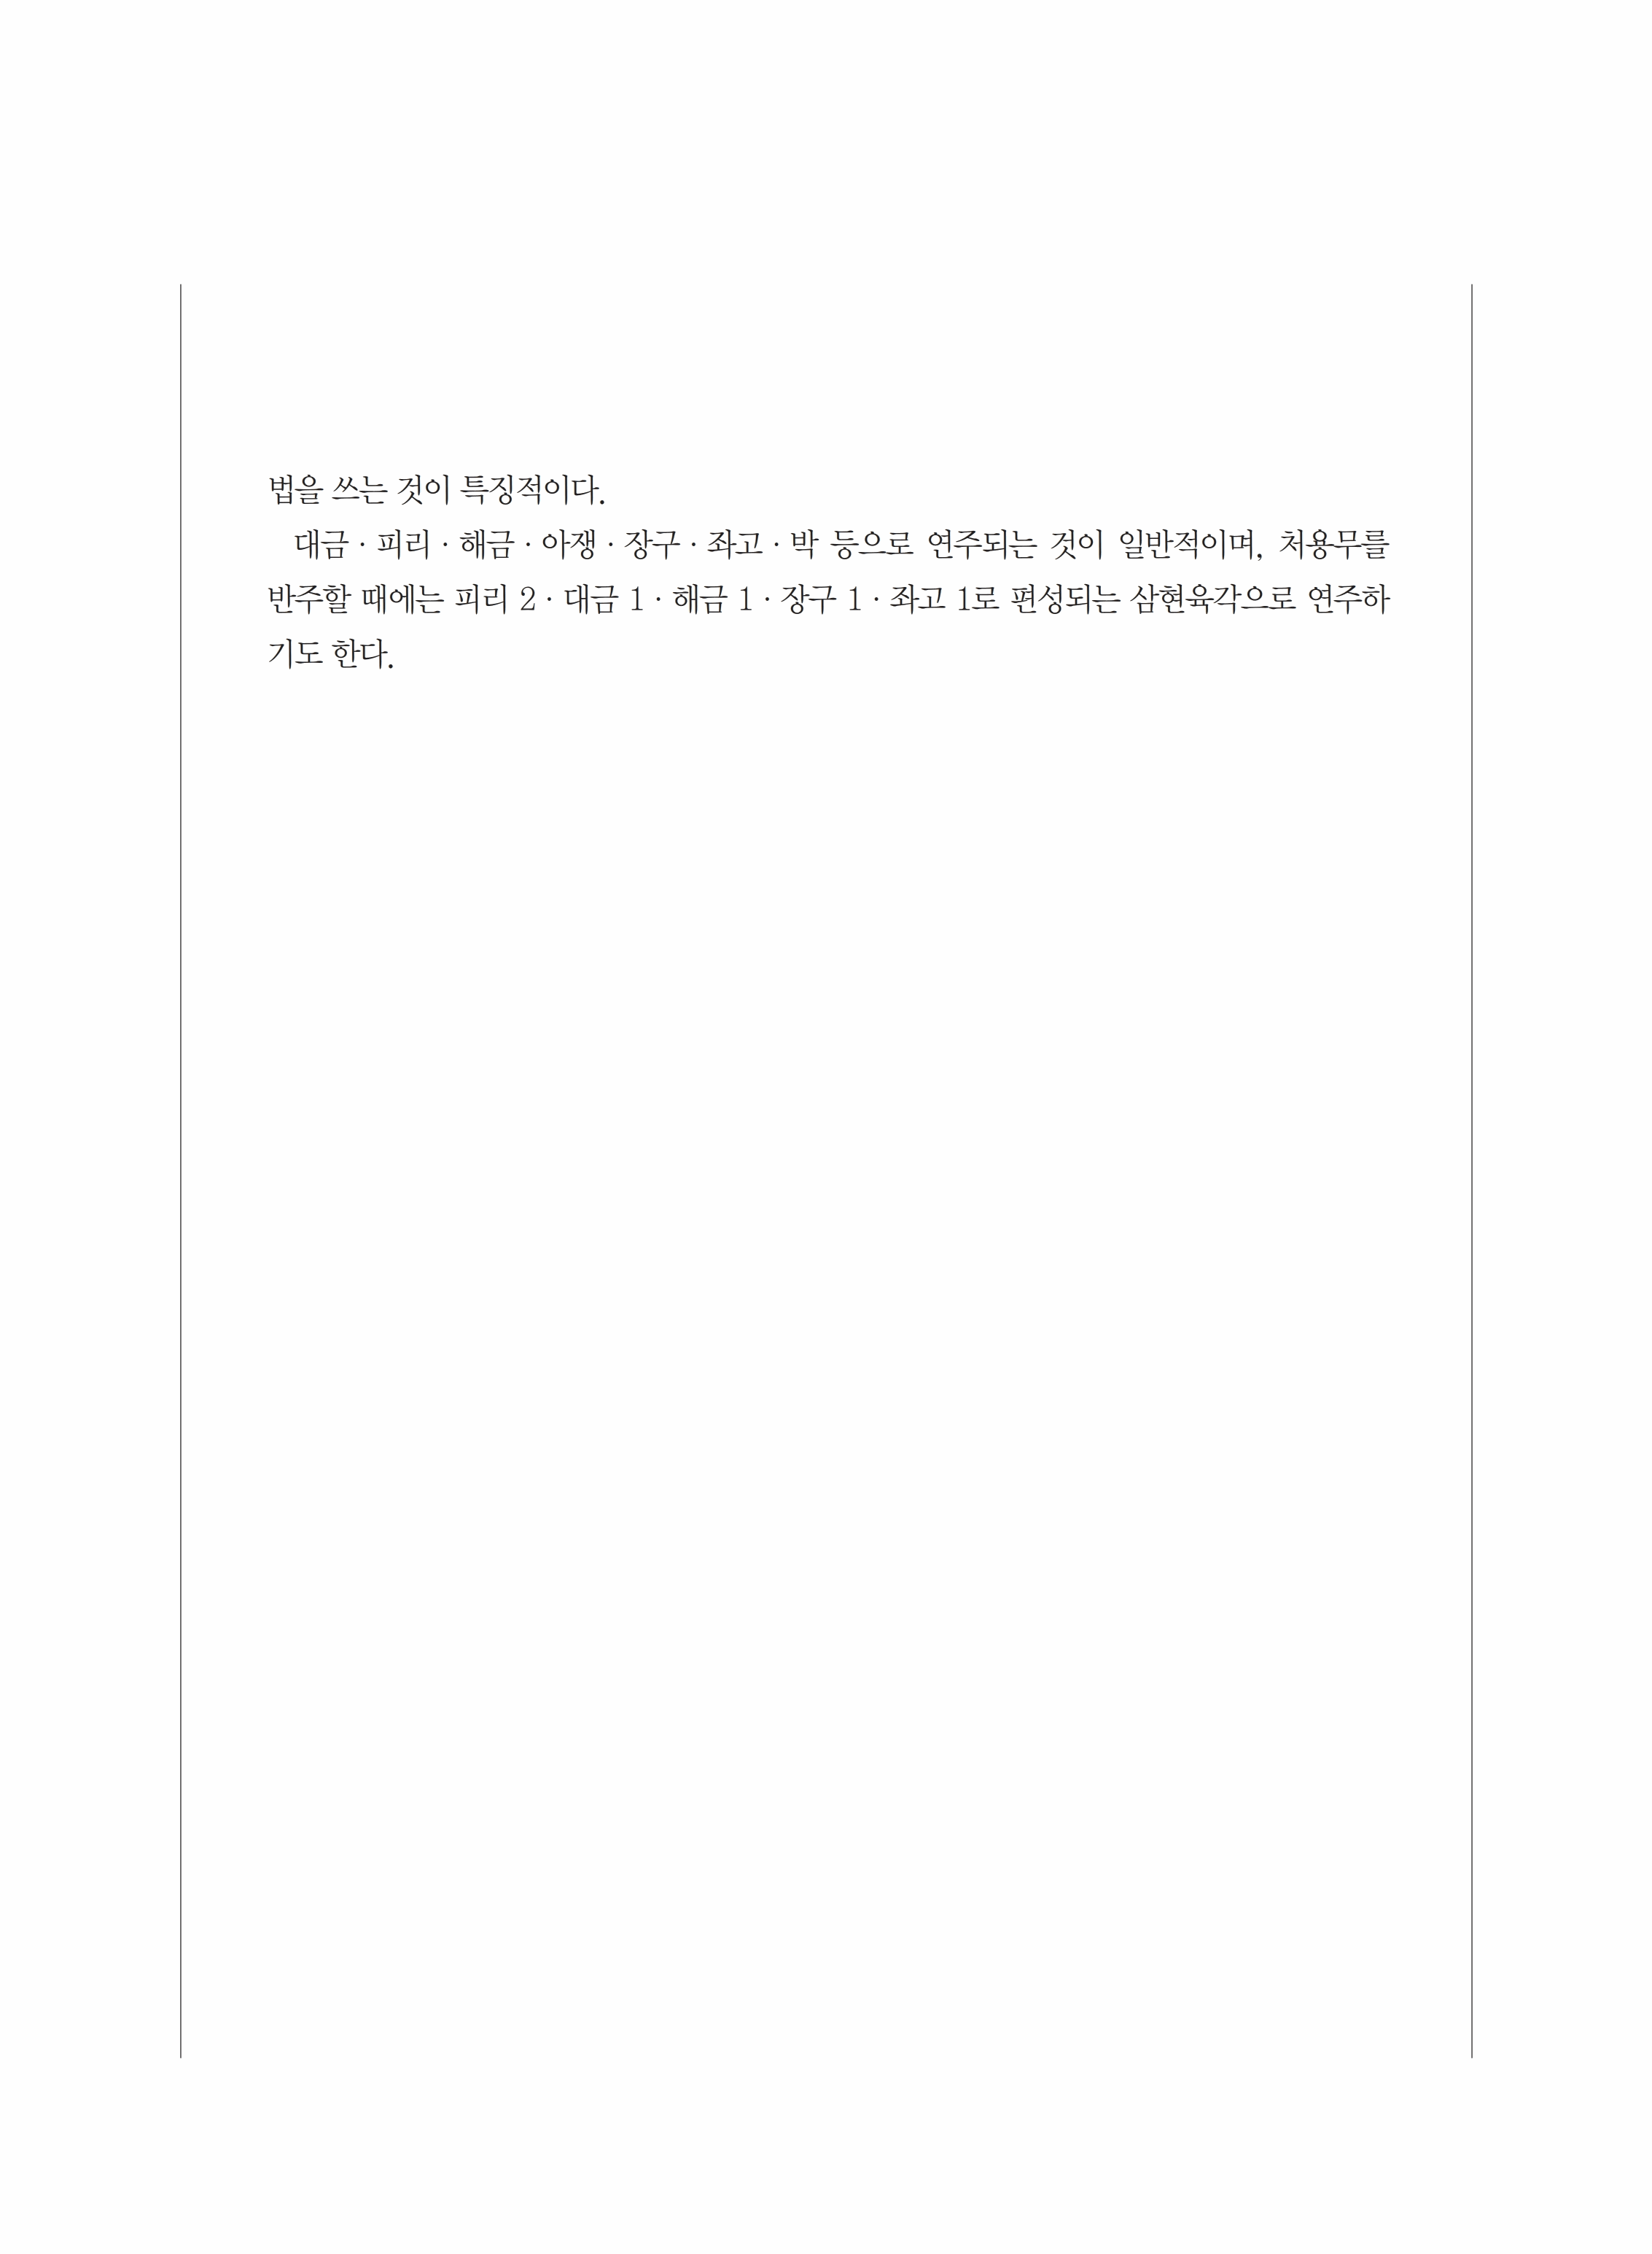 법을 쓰는 것이 특징적이다.
대금 · 피리 · 해금 · 아쟁 · 장구 · 좌고 · 박 등으로 연주되는 것이 일반적이며, 처용무를
반주할 때에는 피리 2 · 대금 1 · 해금 1 · 장구 1 · 좌고 1로 편성되는 삼현육각으로 연주하
기도 한다.